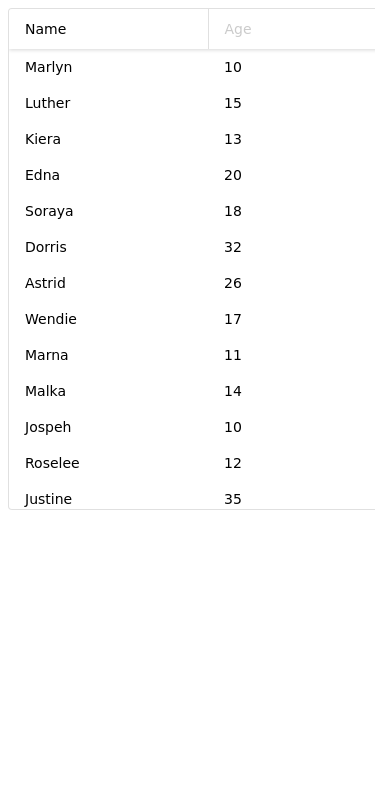 Name Age
Marlyn 10
Luther 15
Kiera 13
Edna 20
Soraya 18
Dorris 32
Astrid 26
Wendie 17
Marna 11
Malka 14
Jospeh 10
Roselee 12
Justine 35